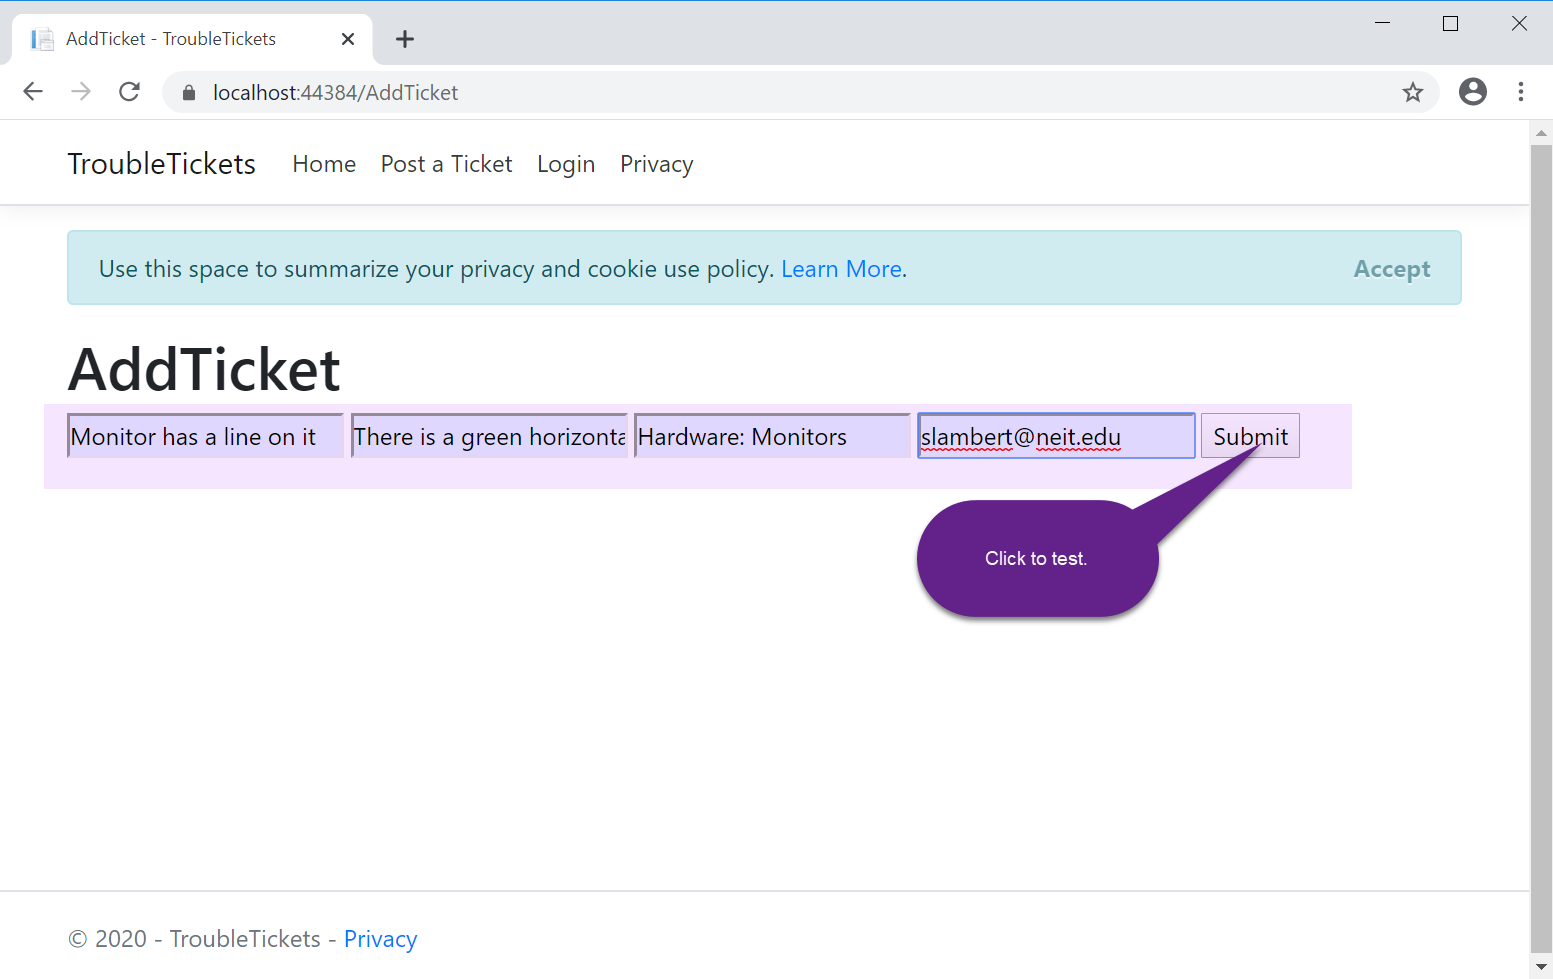 AddTicket - TroubleTickets
localhost:44384/AddTicket
TroubleTickets Home Post a Ticket Login Privacy
Use this space to summarize your privacy and cookie use policy. Learn More. Accept
AddTicket
Monitor has a line on it There is a green horizonta Hardware: Monitors slambert@neit.edu Submit
Click to test.
© 2020 - TroubleTickets - Privacy